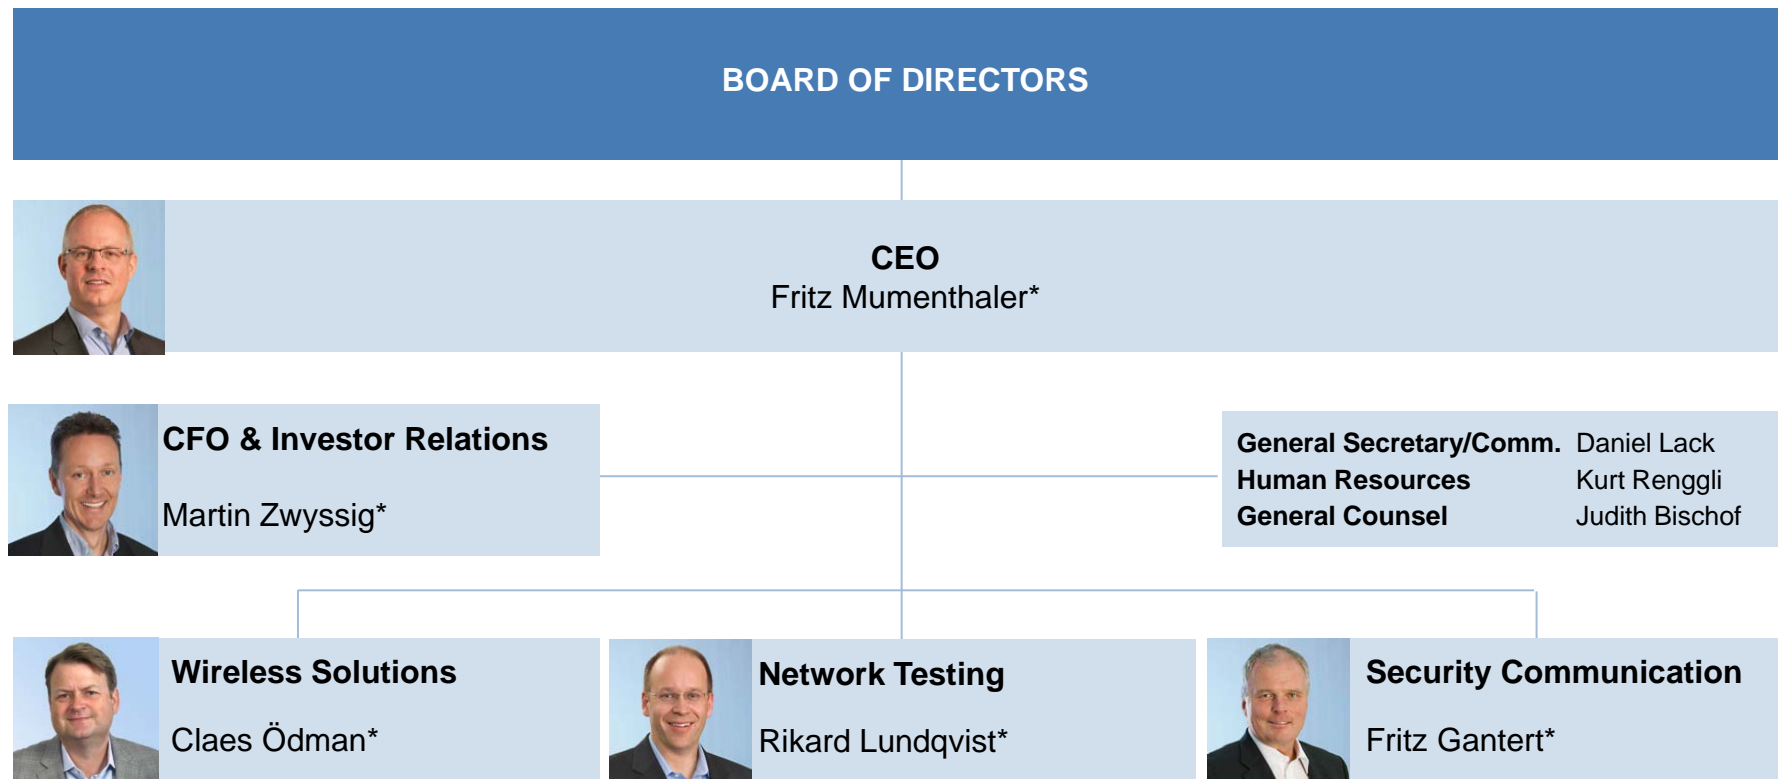 BOARD OF DIRECTORS
CEO
Fritz Mumenthaler*
CFO & Investor Relations
Martin Zwyssig*
General Secretary/Comm. Daniel Lack
Human Resources Kurt Renggli
General Counsel Judith Bischof
Wireless Solutions
Claes Ödman*
Network Testing
Rikard Lundqvist*
Security Communication
Fritz Gantert*